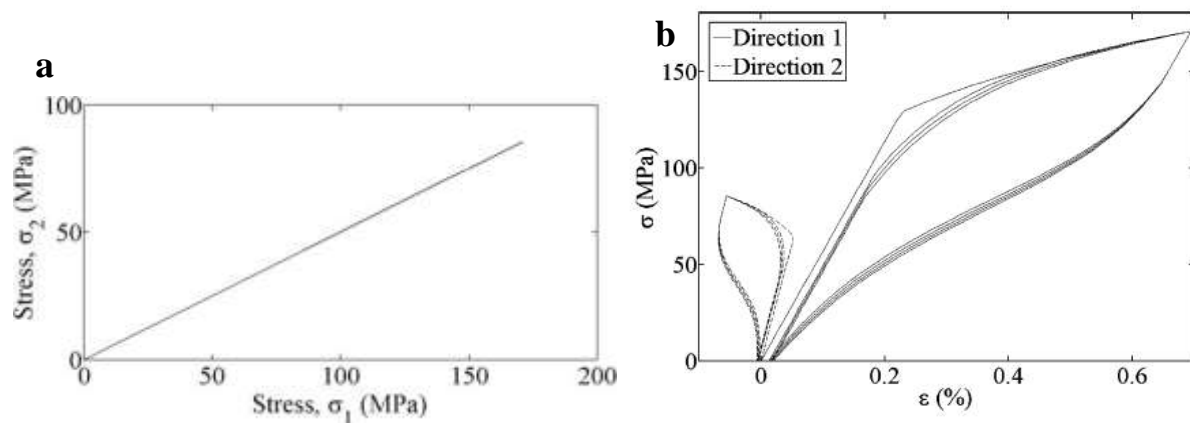 a
100
50
0
Stress, σ2 (MPa)
0 50 100 150 200
Stress, σ1 (MPa)
b
Direction 1
Direction 2
150
100
50
0
σ (MPa)
0 0.2 0.4 0.6
ε (%)